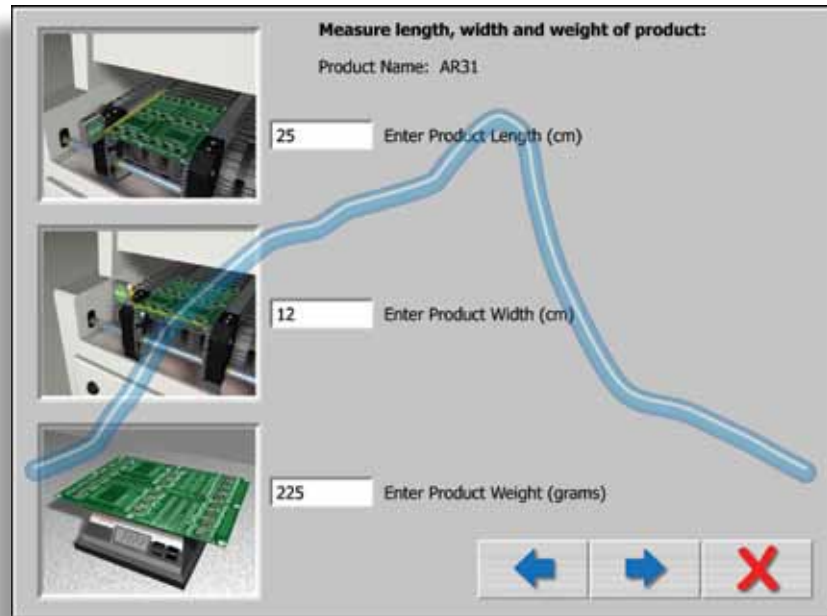 Measure length, width and weight of product:
Product Name: AR31
25 Enter Product Length (cm)
12 Enter Product Width (cm)
225 Enter Product Weight (grams)